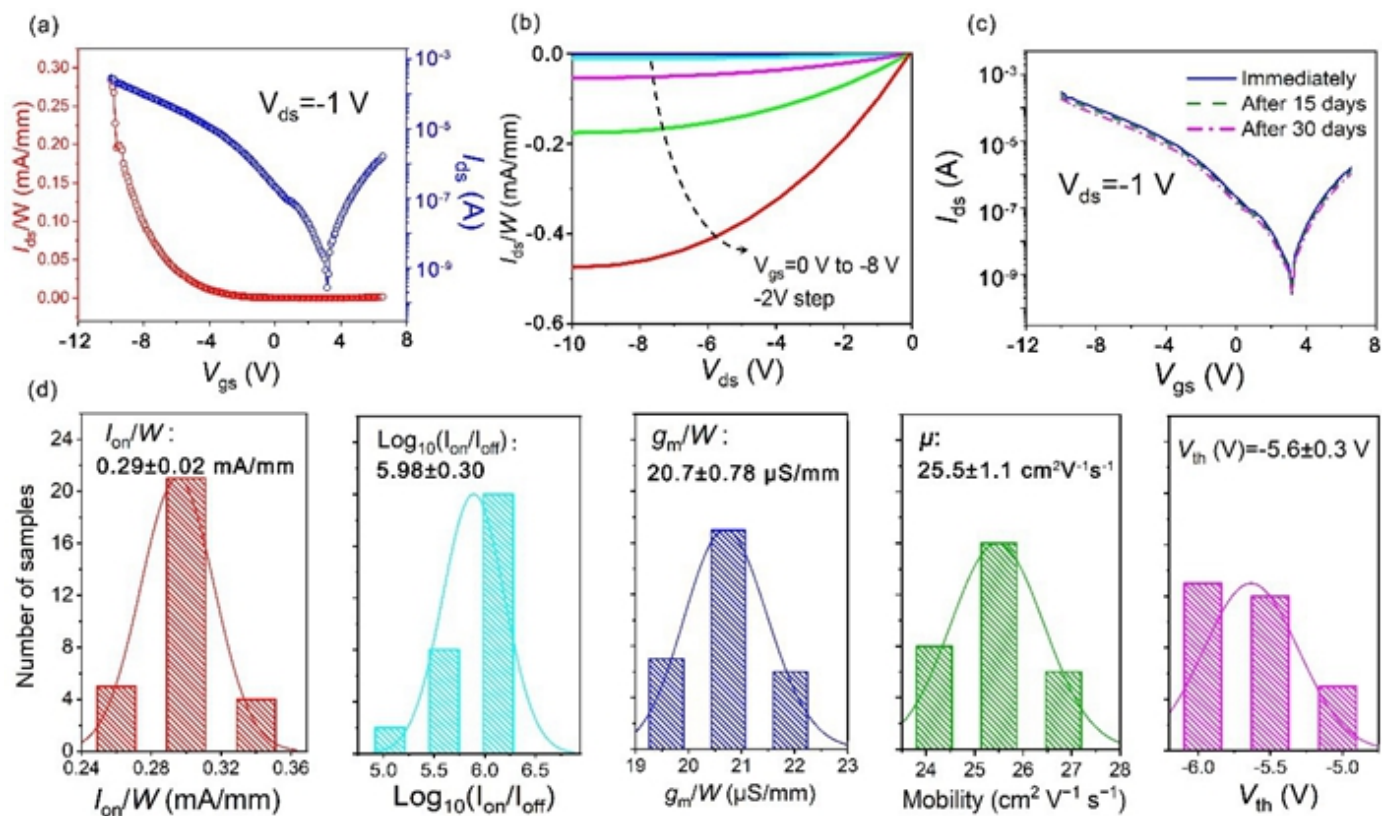 (a)
0.30
0.25
0.20
0.15
0.10
0.05
0.00
I_ds/W (mA/mm)
V_ds=-1 V
10⁻³
10⁻⁵
10⁻⁷
10⁻⁹
I_ds (A)
-12 -8 -4 0 4 8
V_gs (V)
(b)
0.0
-0.2
-0.4
-0.6
I_ds/W (mA/mm)
V_gs=0 V to -8 V
-2V step
-10 -8 -6 -4 -2 0
V_ds (V)
(c)
10⁻³
10⁻⁵
10⁻⁷
10⁻⁹
I_ds (A)
Immediately
After 15 days
After 30 days
V_ds=-1 V
-12 -8 -4 0 4 8
V_gs (V)
(d)
24
20
16
12
8
4
0
Number of samples
I_on/W:
0.29±0.02 mA/mm
0.24 0.28 0.32 0.36
I_on/W (mA/mm)
Log₁₀(I_on/I_off):
5.98±0.30
5.0 5.5 6.0 6.5
Log₁₀(I_on/I_off)
g_m/W:
20.7±0.78 µS/mm
19 20 21 22 23
g_m/W (µS/mm)
µ:
25.5±1.1 cm²V⁻¹s⁻¹
24 25 26 27 28
Mobility (cm² V⁻¹ s⁻¹)
V_th (V)=-5.6±0.3 V
-6.0 -5.5 -5.0
V_th (V)